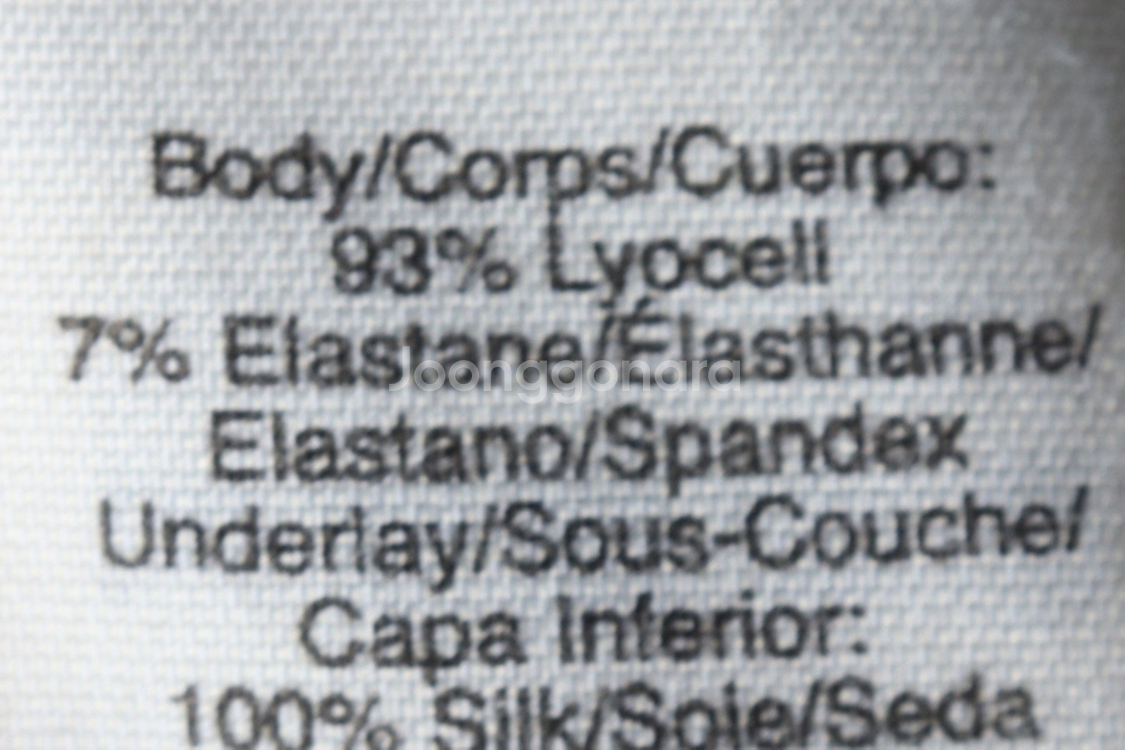 Body/Corps/Cuerpo:
93% Lyocell
7% Elastane/Élasthanne/
Joonggonara
Elastano/Spandex
Underlay/Sous-Couche/
Capa Inferior:
100% Silk/Soie/Seda